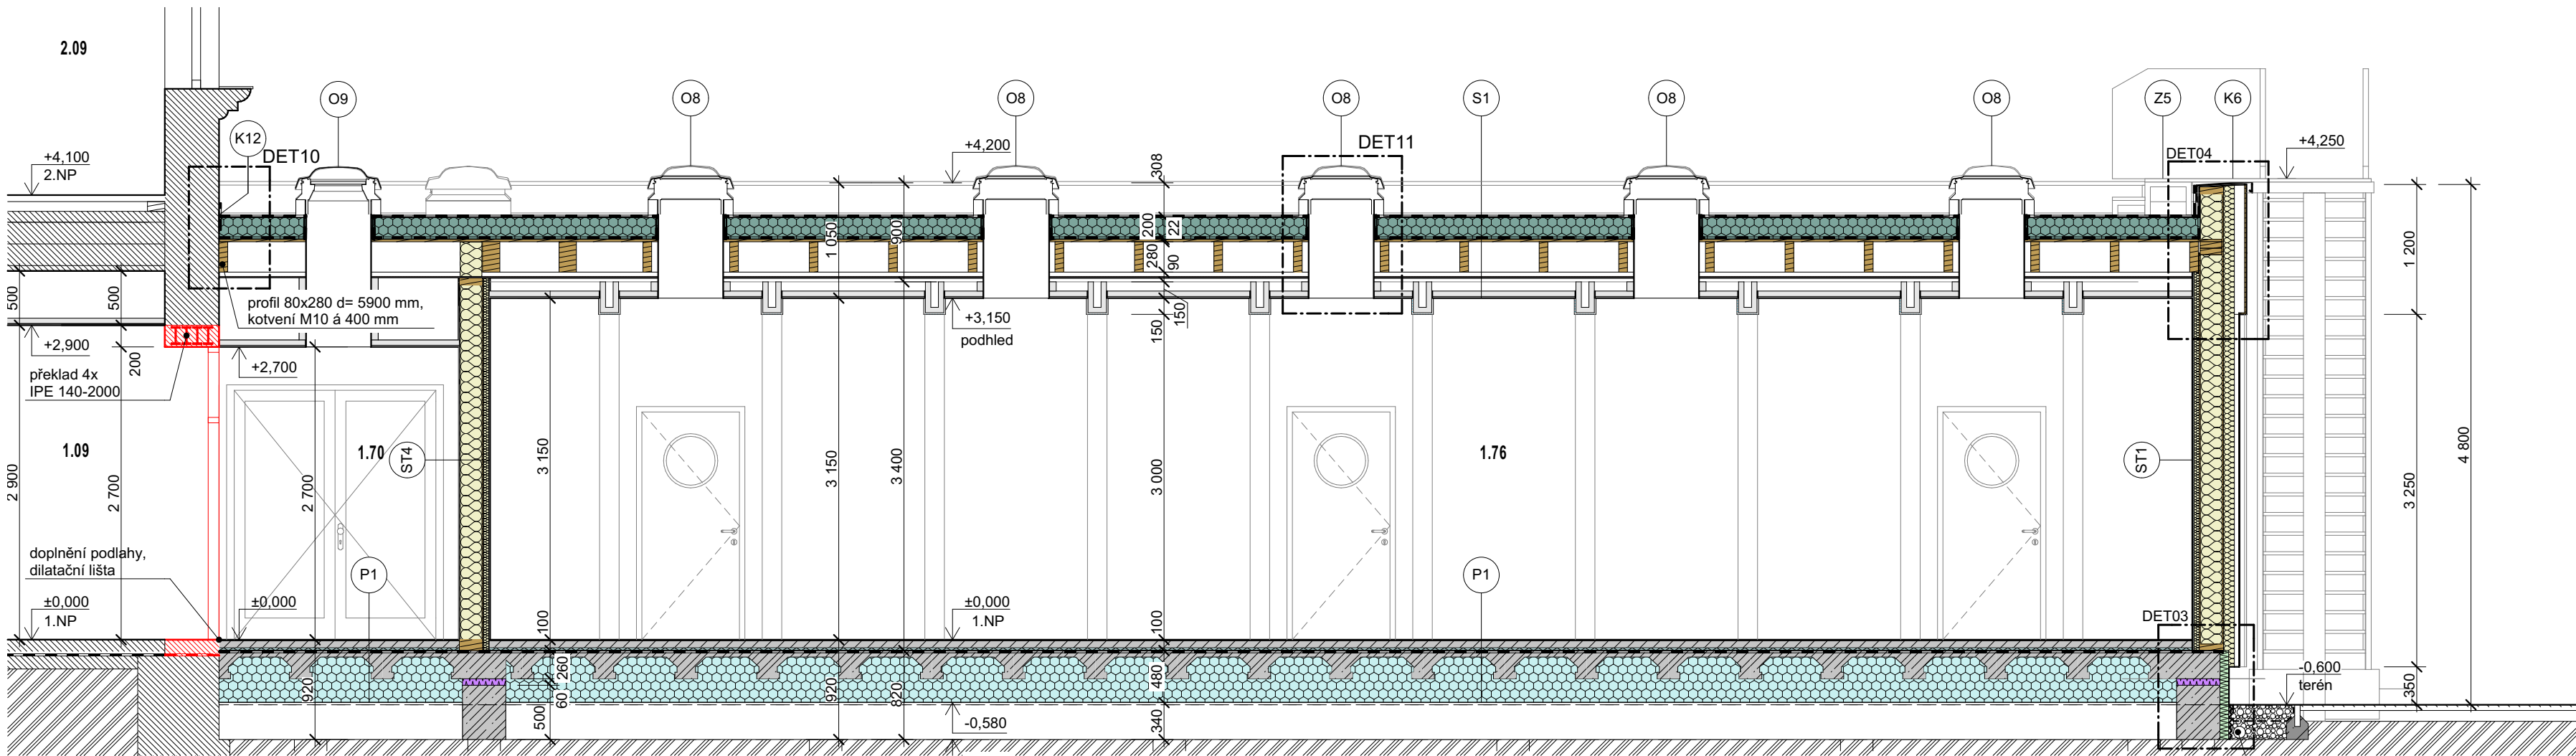 2.09
O9
O8
O8
O8
S1
O8
O8
Z5
K6
K12
DET10
DET11
DET04
+4,100
2.NP
+4,200
308
+4,250
1 050
900
200
22
280
90
1 200
500
500
profil 80x280 d= 5900 mm,
kotvení M10 á 400 mm
+3,150
podhled
150
150
+2,900
200
+2,700
překlad 4x
IPE 140-2000
1.09
1.70
ST4
1.76
ST1
2 900
2 700
2 700
3 150
3 150
3 400
3 000
3 250
4 800
doplnění podlahy,
dilatační lišta
P1
P1
±0,000
1.NP
±0,000
±0,000
1.NP
100
100
DET03
920
260
60
500
920
820
480
340
-0,580
-0,600
terén
350